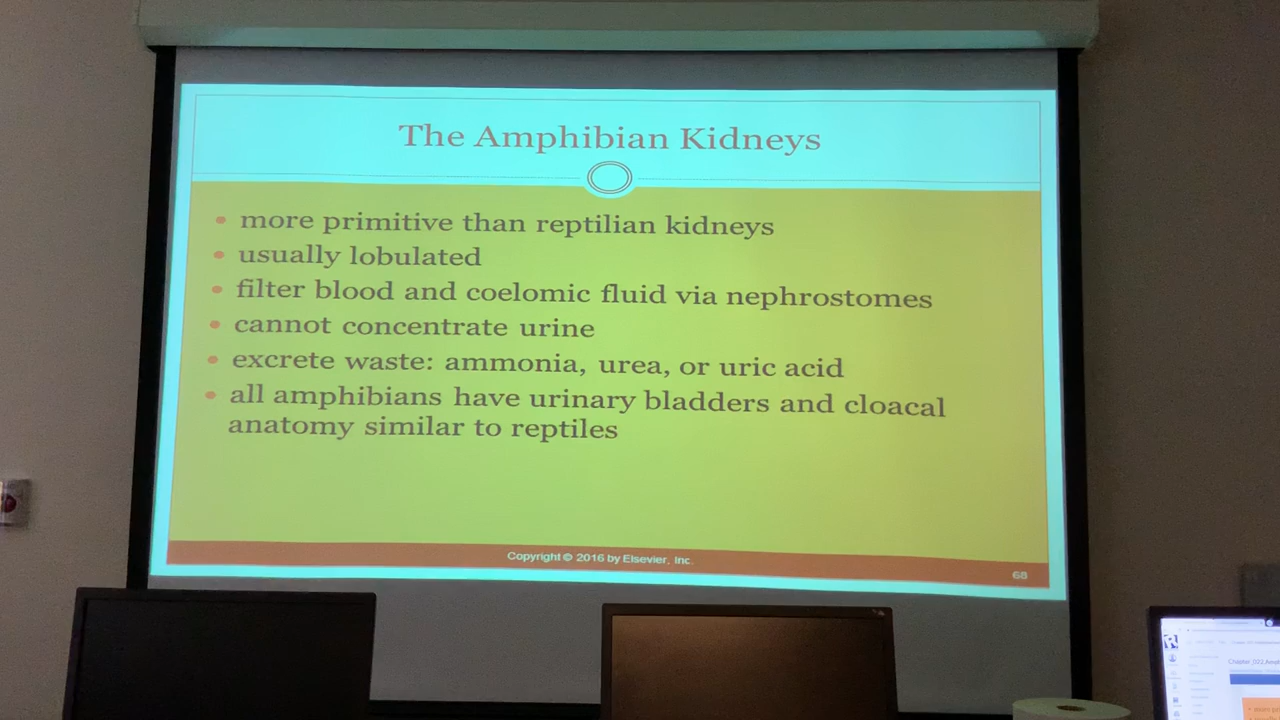 The Amphibian Kidneys
• more primitive than reptilian kidneys
• usually lobulated
• filter blood and coelomic fluid via nephrostomes
• cannot concentrate urine
• excrete waste: ammonia, urea, or uric acid
• all amphibians have urinary bladders and cloacal
anatomy similar to reptiles
Copyright © 2016 by Elsevier, Inc.
68